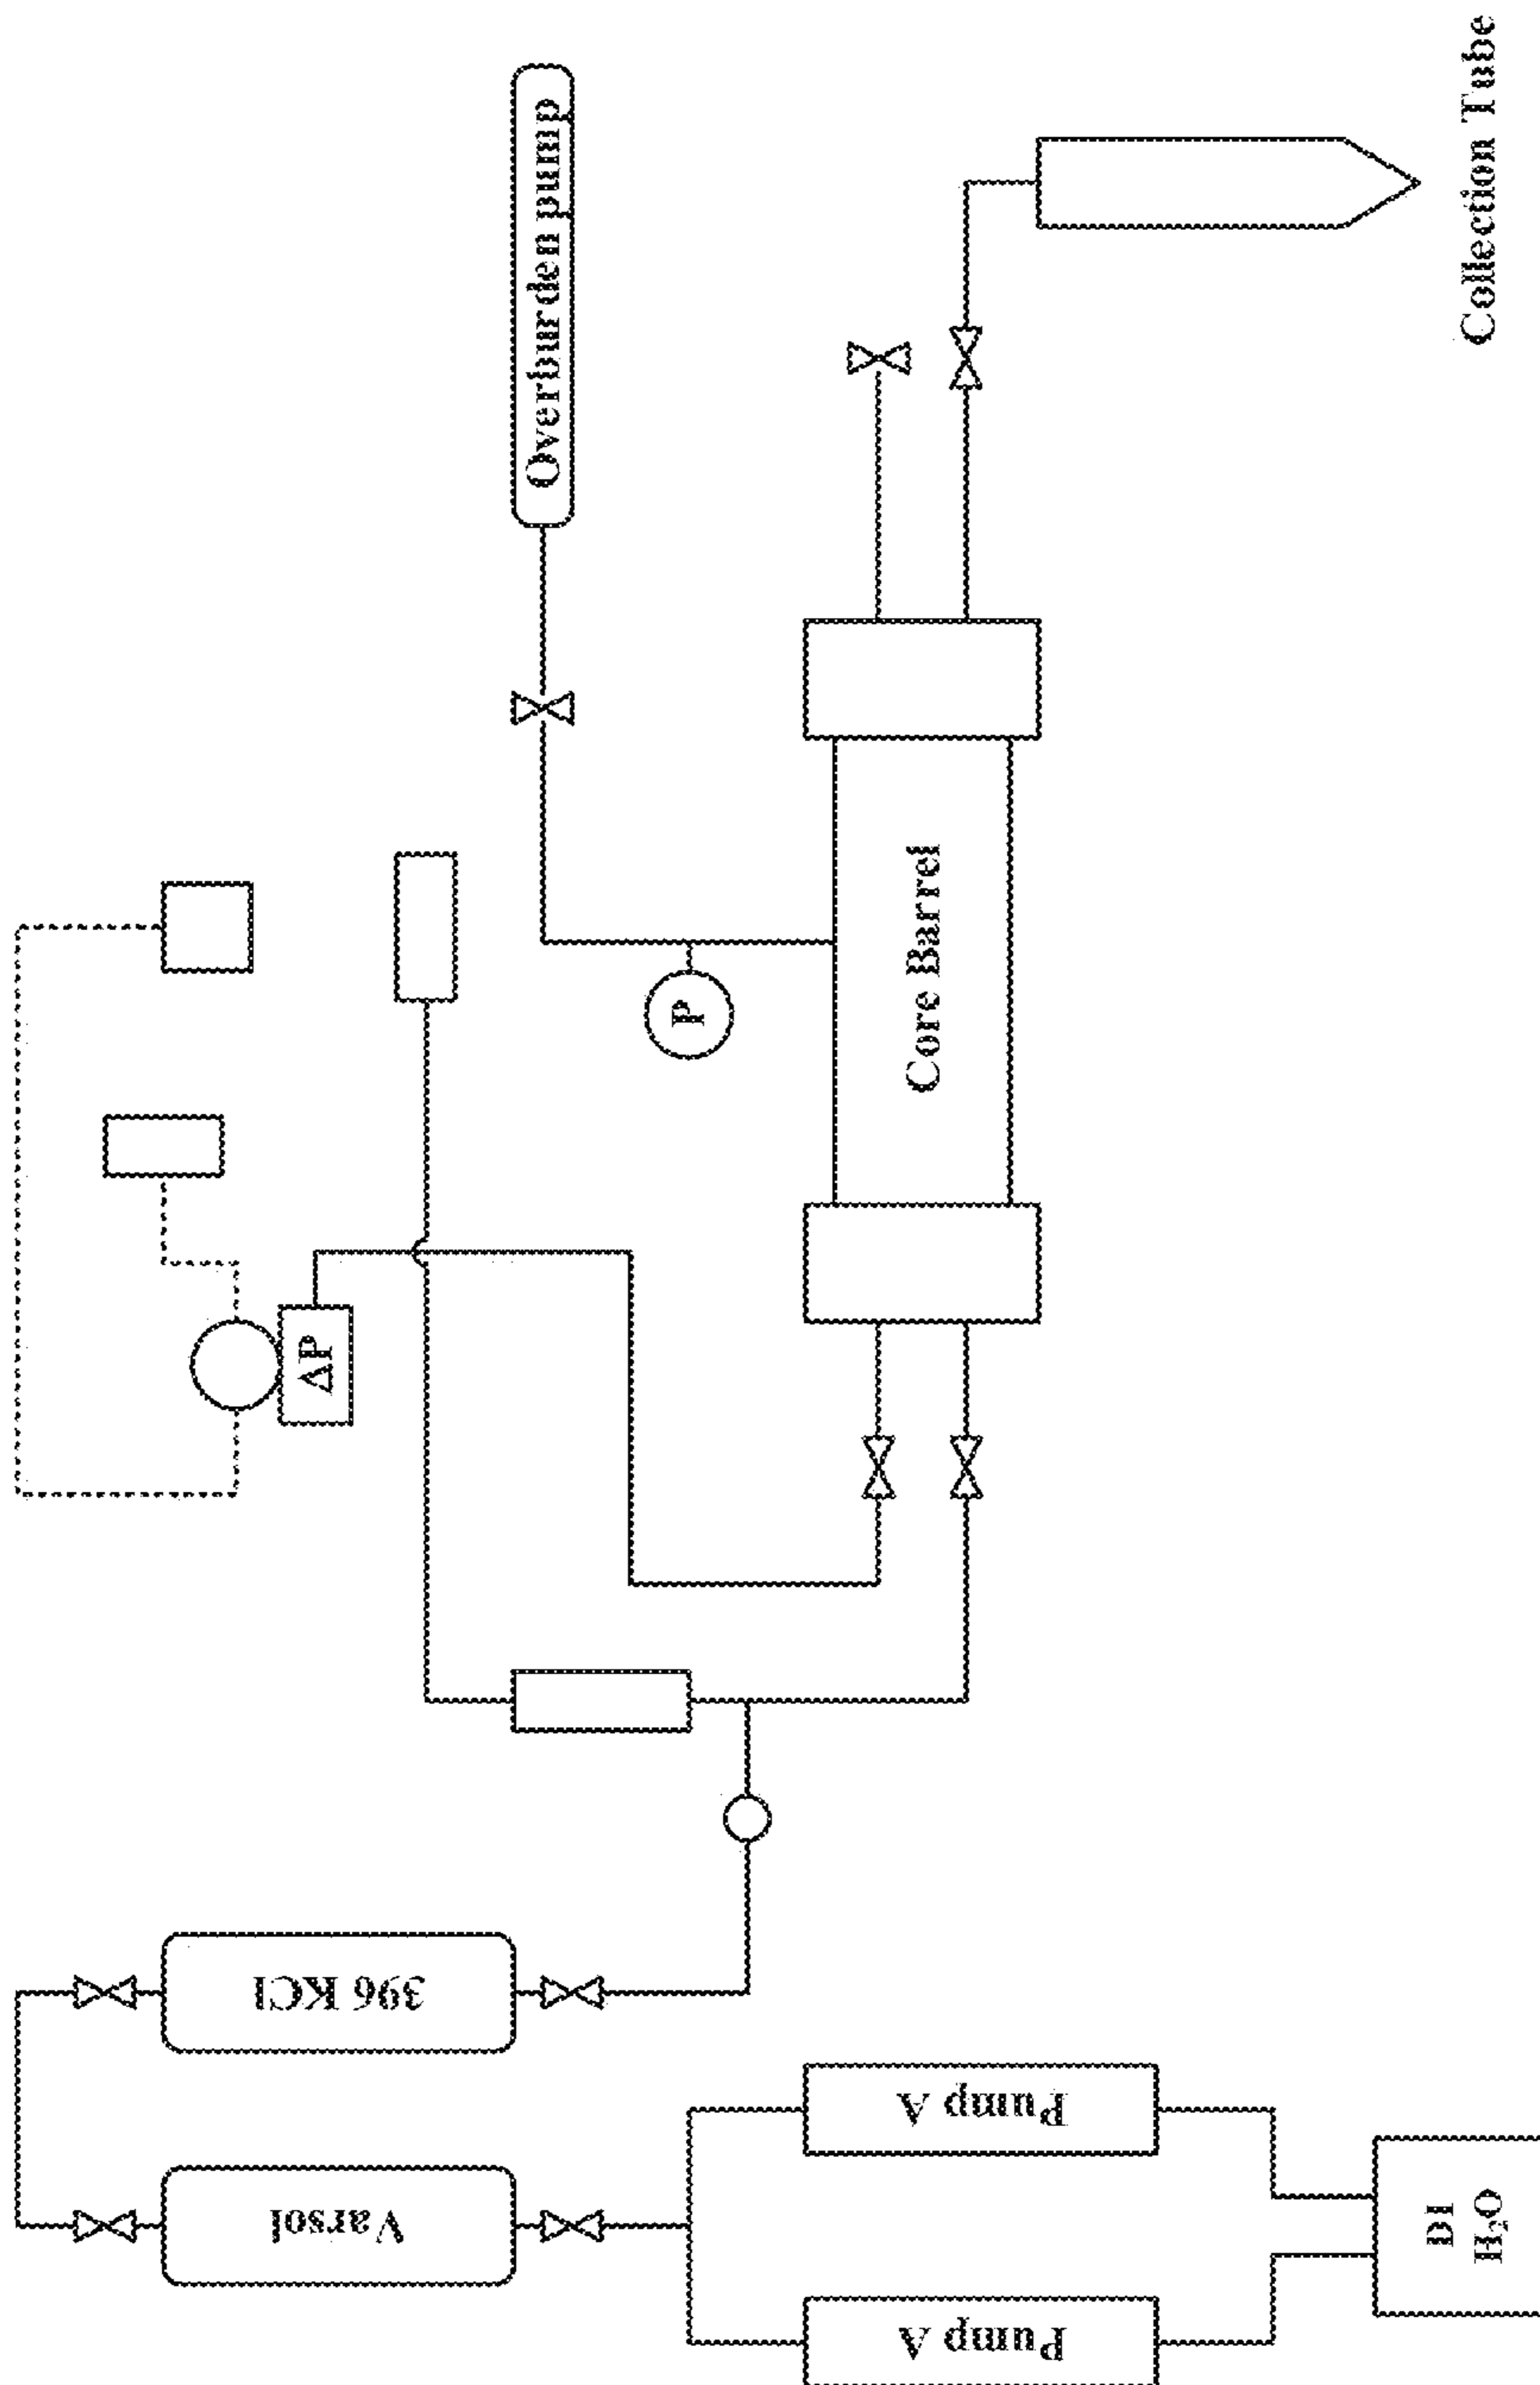 Overburden pump
Collection Tube
P
Core Barrel
ΔP
396 KCl
Varsol
Pump A
Pump A
DI
H₂O